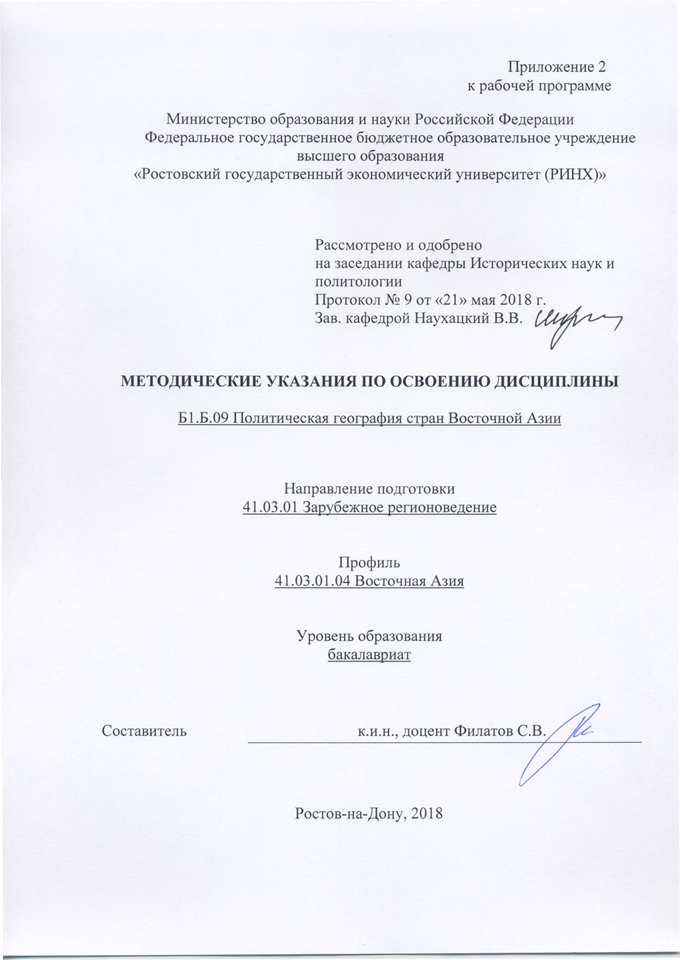 Приложение 2
к рабочей программе
Министерство образования и науки Российской Федерации
Федеральное государственное бюджетное образовательное учреждение
высшего образования
«Ростовский государственный экономический университет (РИНХ)»
Рассмотрено и одобрено
на заседании кафедры Исторических наук и
политологии
Протокол № 9 от «21» мая 2018 г.
Зав. кафедрой Наухацкий В.В.
МЕТОДИЧЕСКИЕ УКАЗАНИЯ ПО ОСВОЕНИЮ ДИСЦИПЛИНЫ
Б1.Б.09 Политическая география стран Восточной Азии
Направление подготовки
41.03.01 Зарубежное регионоведение
Профиль
41.03.01.04 Восточная Азия
Уровень образования
бакалавриат
Составитель к.и.н., доцент Филатов С.В.
Ростов-на-Дону, 2018